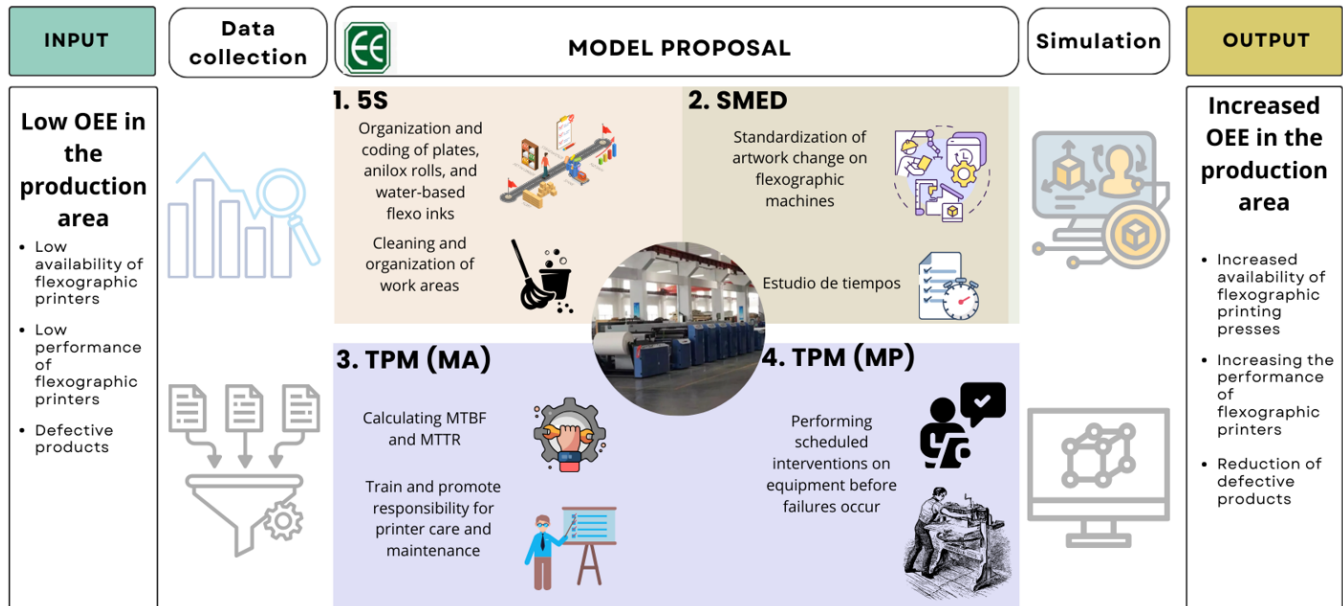 INPUT
Data
collection
EE
MODEL PROPOSAL
Simulation
OUTPUT
Low OEE in
the
production
area
• Low
availability of
flexographic
printers
• Low
performance
of
flexographic
printers
• Defective
products
1. 5S
Organization and
coding of plates,
anilox rolls, and
water-based
flexo inks
Cleaning and
organization of
work areas
2. SMED
Standardization of
artwork change on
flexographic
machines
Estudio de tiempos
3. TPM (MA)
Calculating MTBF
and MTTR
Train and promote
responsibility for
printer care and
maintenance
4. TPM (MP)
Performing
scheduled
interventions on
equipment before
failures occur
Increased
OEE in the
production
area
• Increased
availability of
flexographic
printing
presses
• Increasing the
performance
of
flexographic
printers
• Reduction of
defective
products